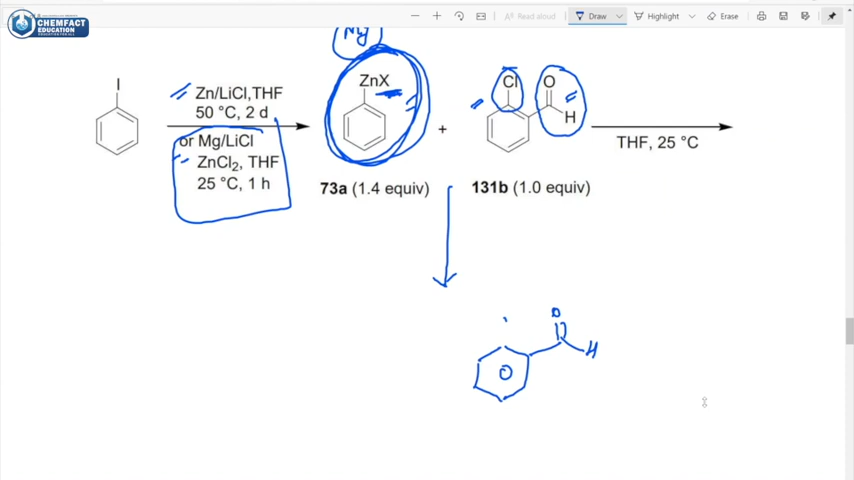 CHEMFACT
EDUCATION
Read aloud
Draw
Highlight
Erase
Mg
I
Zn/LiCl,THF
50 °C, 2 d
or Mg/LiCl
ZnCl2, THF
25 °C, 1 h
ZnX
73a (1.4 equiv)
+
Cl
O
H
131b (1.0 equiv)
THF, 25 °C
O
H
O